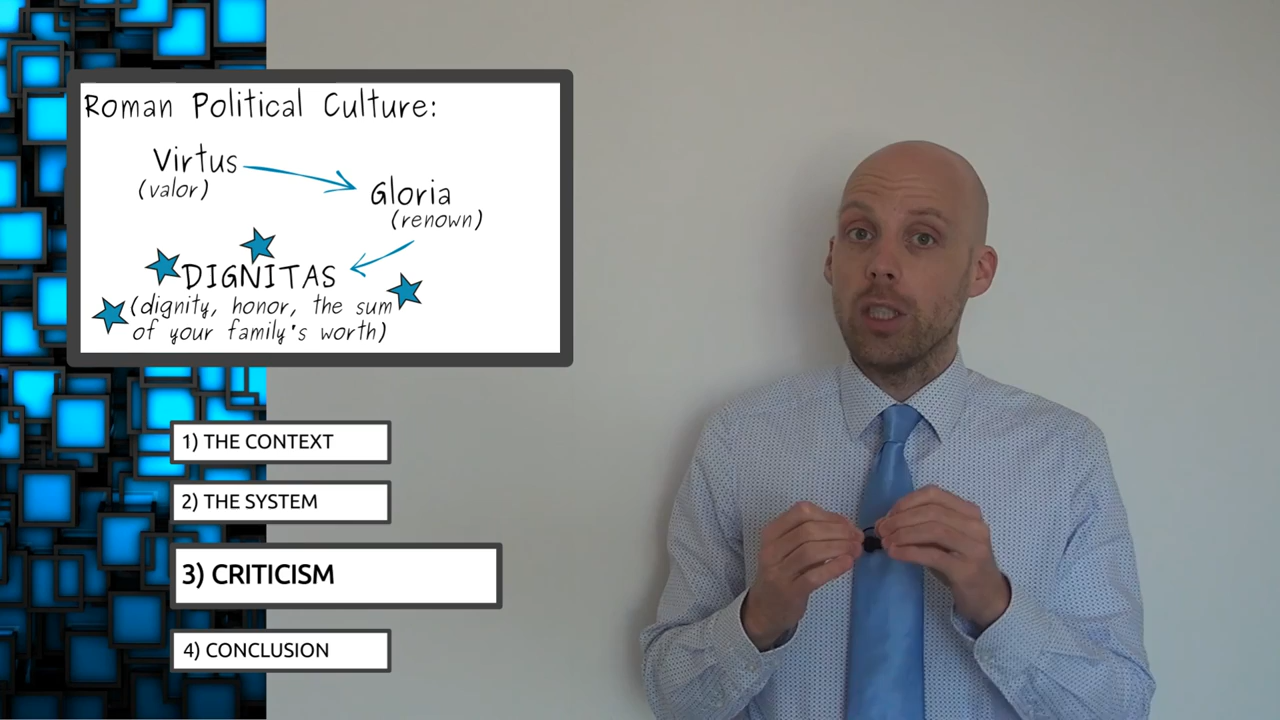 Roman Political Culture:
Virtus
(valor)
Gloria
(renown)
DIGNITAS
(dignity, honor, the sum
of your family's worth)
1) THE CONTEXT
2) THE SYSTEM
3) CRITICISM
4) CONCLUSION